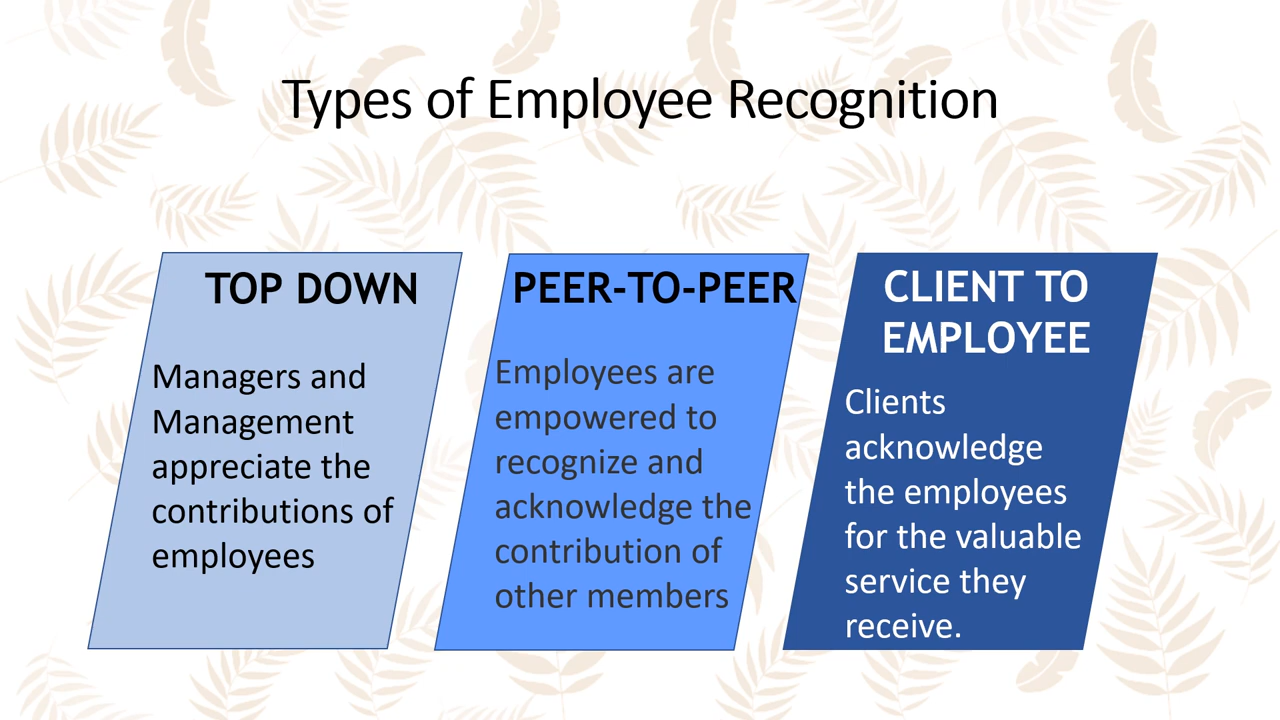 Types of Employee Recognition
TOP DOWN
Managers and
Management
appreciate the
contributions of
employees
PEER-TO-PEER
Employees are
empowered to
recognize and
acknowledge the
contribution of
other members
CLIENT TO
EMPLOYEE
Clients
acknowledge
the employees
for the valuable
service they
receive.